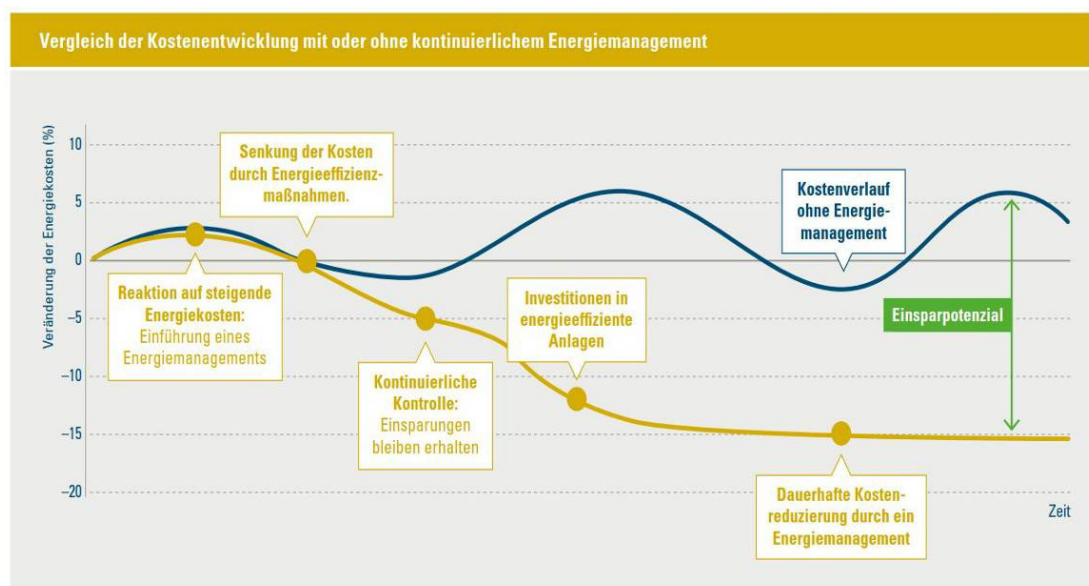 Vergleich der Kostenentwicklung mit oder ohne kontinuierlichem Energiemanagement
Veränderung der Energiekosten (%)
10
5
0
–5
–10
–15
–20
Senkung der Kosten
durch Energieeffizienz-
maßnahmen.
Kostenverlauf
ohne Energie-
management
Reaktion auf steigende
Energiekosten:
Einführung eines
Energiemanagements
Investitionen in
energieeffiziente
Anlagen
Einsparpotenzial
Kontinuierliche
Kontrolle:
Einsparungen
bleiben erhalten
Dauerhafte Kosten-
reduzierung durch ein
Energiemanagement
Zeit